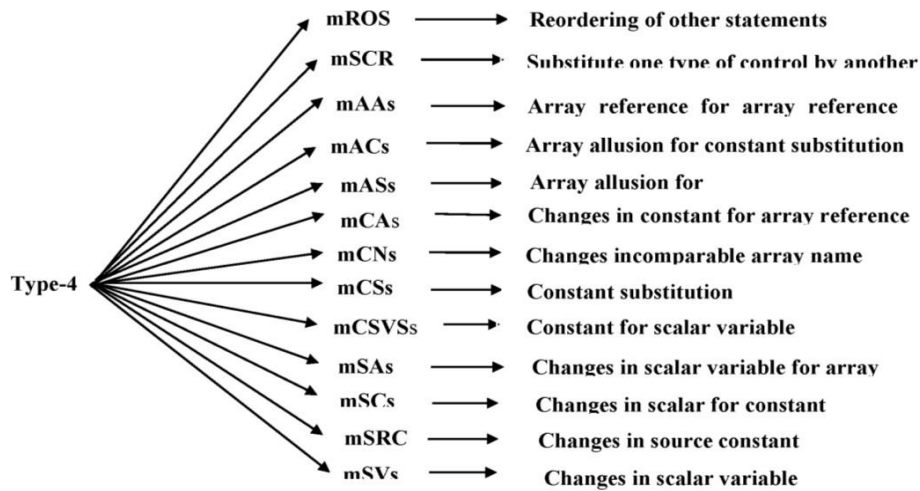 mROS Reordering of other statements
mSCR Substitute one type of control by another
mAAs Array reference for array reference
mACs Array allusion for constant substitution
mASs Array allusion for
mCAs Changes in constant for array reference
mCNs Changes incomparable array name
Type-4
mCSs Constant substitution
mCSVSs Constant for scalar variable
mSAs Changes in scalar variable for array
mSCs Changes in scalar for constant
mSRC Changes in source constant
mSVs Changes in scalar variable